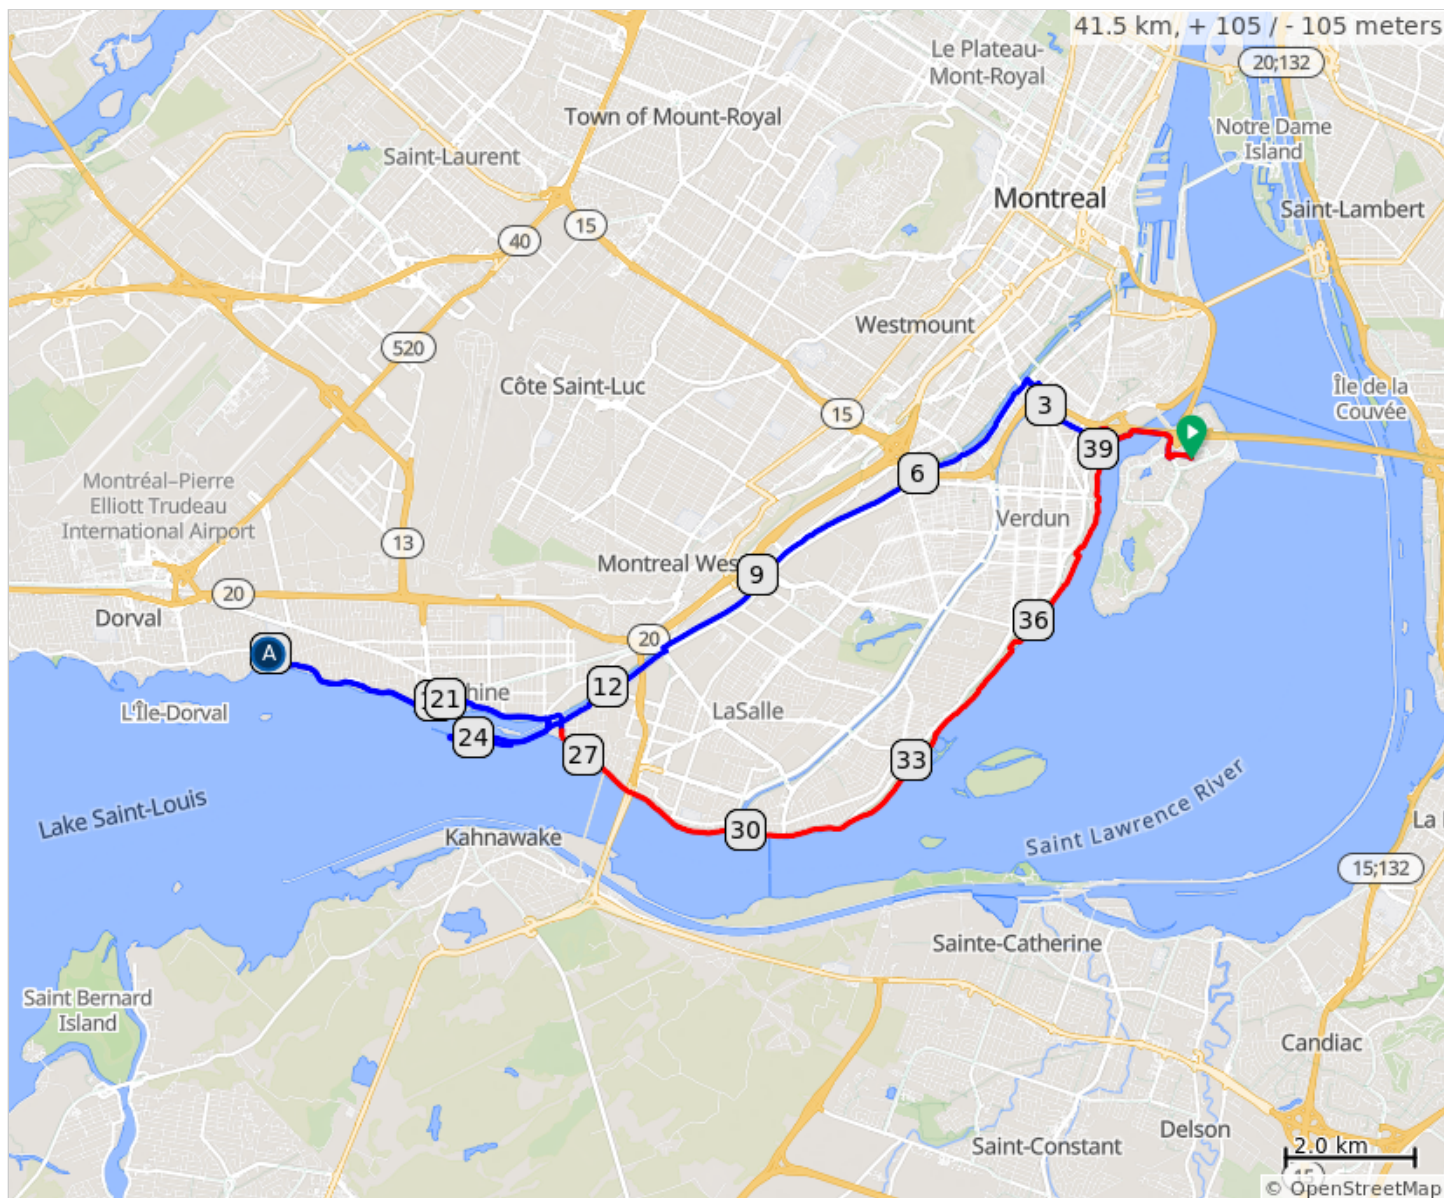 41.5 km, + 105 / - 105 meters
Le Plateau-
Mont-Royal
20;132
Town of Mount-Royal
Notre Dame
Island
Saint-Laurent
Montreal
Saint-Lambert
15
40
Westmount
520
Côte Saint-Luc
Île de la
Couvée
15
3
39
6
Montréal–Pierre
Elliott Trudeau
International Airport
Verdun
13
Montreal Wes
9
20
Dorval
36
20
A
12
21
hine
L'Île-Dorval
LaSalle
24
27
33
Lake Saint-Louis
30
Kahnawake
Saint Lawrence River
La
15;132
Sainte-Catherine
Saint Bernard
Island
Candiac
Delson
Saint-Constant
2.0 km
15
© OpenStreetMap